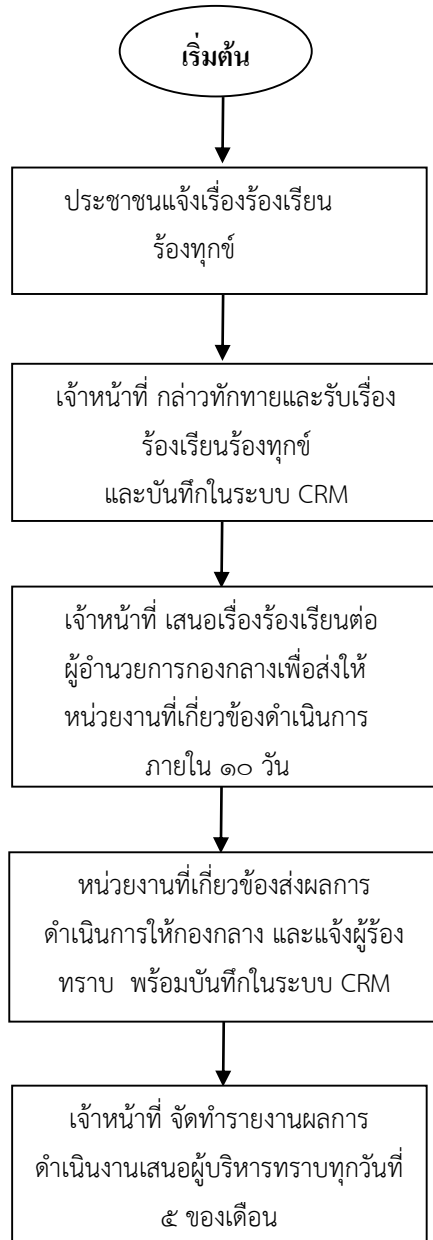 เริ่มต้น
ประชาชนแจ้งเรื่องร้องเรียน
ร้องทุกข์
เจ้าหน้าที่ กล่าวทักทายและรับเรื่อง
ร้องเรียนร้องทุกข์
และบันทึกในระบบ CRM
เจ้าหน้าที่ เสนอเรื่องร้องเรียนต่อ
ผู้อำนวยการกองกลางเพื่อส่งให้
หน่วยงานที่เกี่ยวข้องดำเนินการ
ภายใน ๑๐ วัน
หน่วยงานที่เกี่ยวข้องส่งผลการ
ดำเนินการให้กองกลาง และแจ้งผู้ร้อง
ทราบ พร้อมบันทึกในระบบ CRM
เจ้าหน้าที่ จัดทำรายงานผลการ
ดำเนินงานเสนอผู้บริหารทราบทุกวันที่
๕ ของเดือน